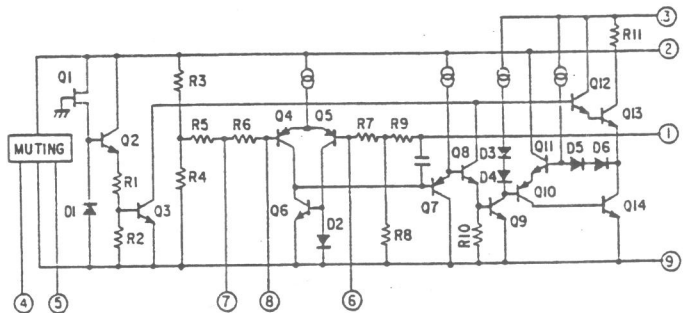 ③
R11
②
Q1
R3
Q12
Q13
Q4
Q5
R5
R6
R7
R9
①
MUTING
Q2
Q8
D3
Q11
D5
D6
R1
R4
D4
Q10
D1
Q3
Q6
D2
Q7
Q9
Q14
R2
R8
R10
⑨
④
⑤
⑦
⑧
⑥